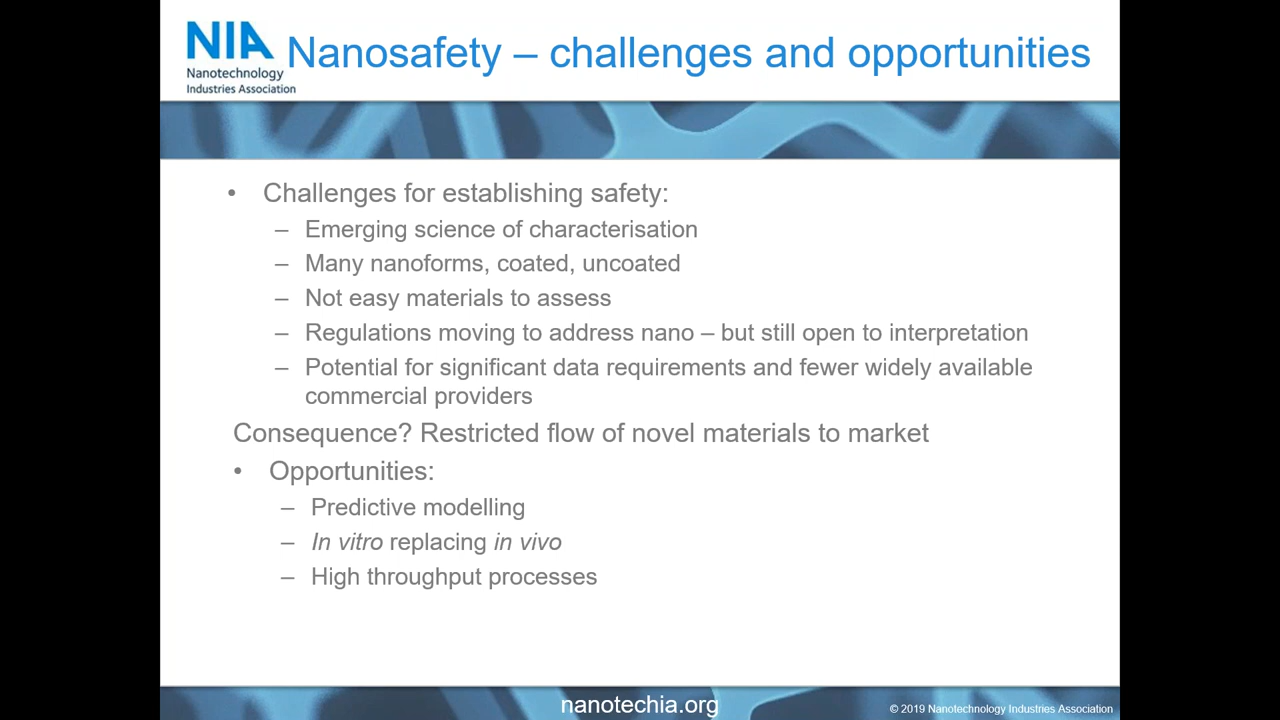 NIA
Nanotechnology
Industries Association
Nanosafety – challenges and opportunities
• Challenges for establishing safety:
– Emerging science of characterisation
– Many nanoforms, coated, uncoated
– Not easy materials to assess
– Regulations moving to address nano – but still open to interpretation
– Potential for significant data requirements and fewer widely available
commercial providers
Consequence? Restricted flow of novel materials to market
• Opportunities:
– Predictive modelling
– In vitro replacing in vivo
– High throughput processes
nanotechia.org
© 2019 Nanotechnology Industries Association